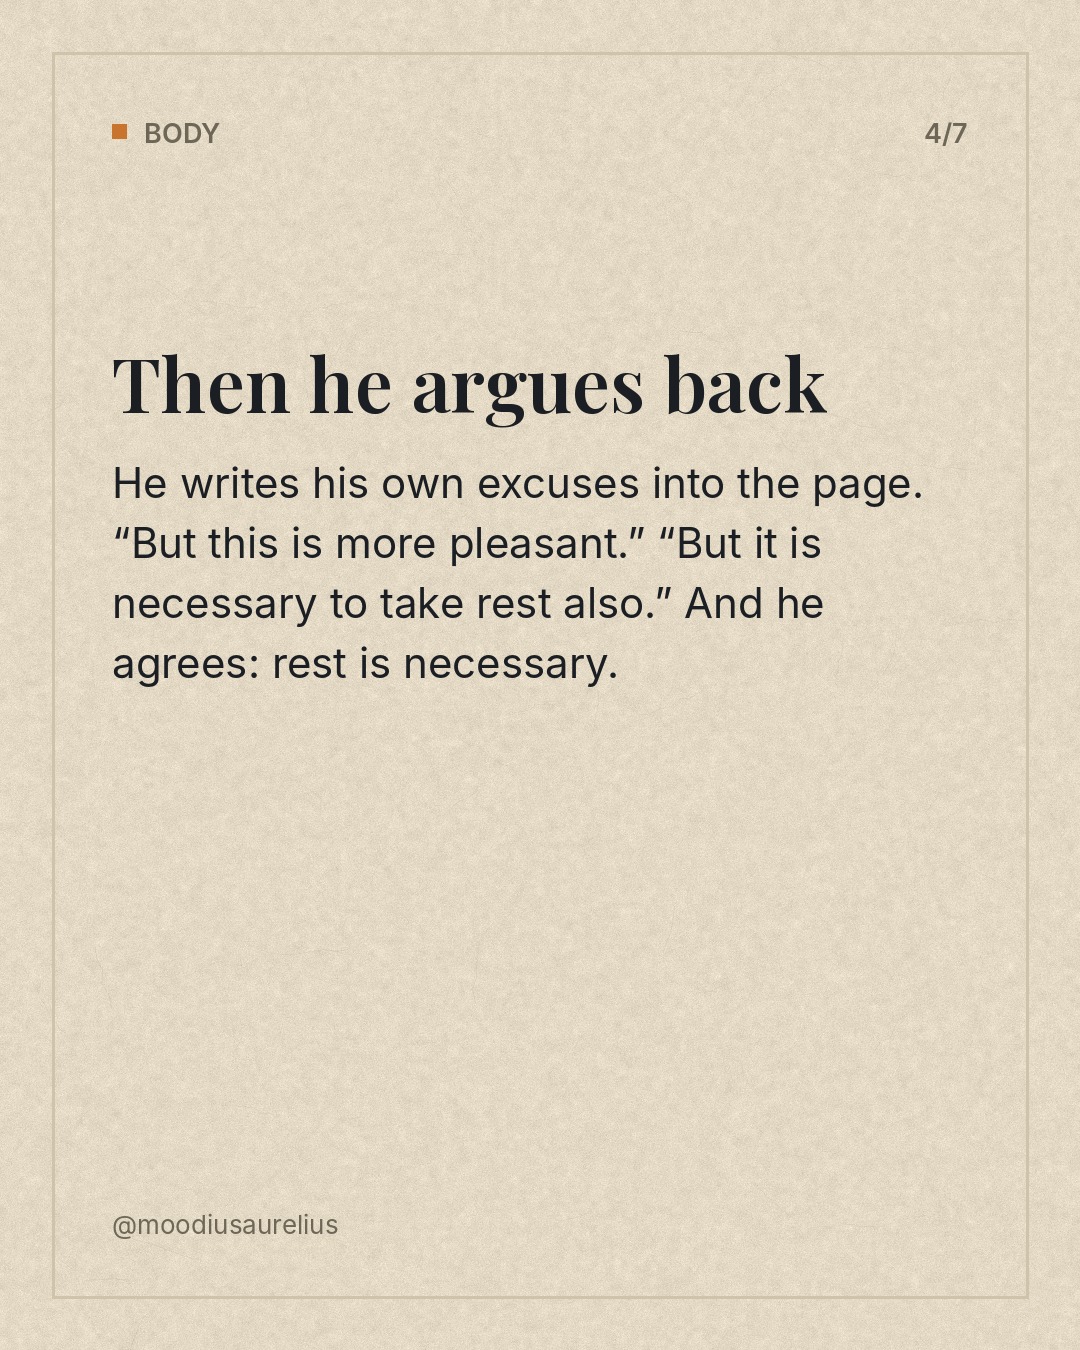 BODY
4/7
Then he argues back
He writes his own excuses into the page.
“But this is more pleasant.” “But it is
necessary to take rest also.” And he
agrees: rest is necessary.
@moodiusaurelius